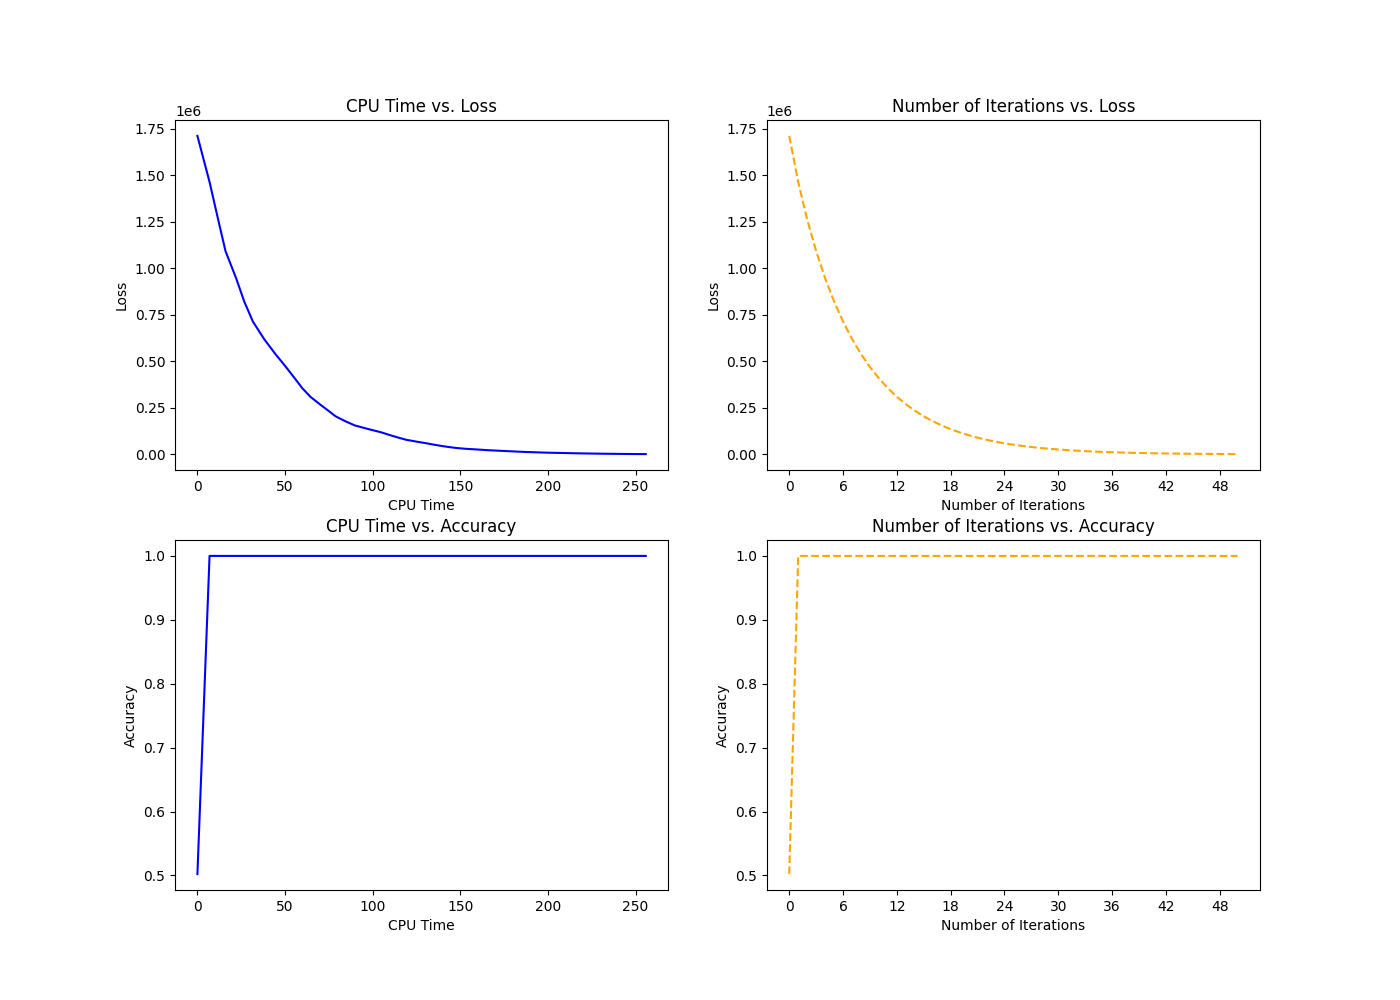 CPU Time vs. Loss
1e6
1.75
1.50
1.25
1.00
0.75
0.50
0.25
0.00
Loss
0 50 100 150 200 250
CPU Time
Number of Iterations vs. Loss
1e6
1.75
1.50
1.25
1.00
0.75
0.50
0.25
0.00
Loss
0 6 12 18 24 30 36 42 48
Number of Iterations
CPU Time vs. Accuracy
1.0
0.9
0.8
0.7
0.6
0.5
Accuracy
0 50 100 150 200 250
CPU Time
Number of Iterations vs. Accuracy
1.0
0.9
0.8
0.7
0.6
0.5
Accuracy
0 6 12 18 24 30 36 42 48
Number of Iterations